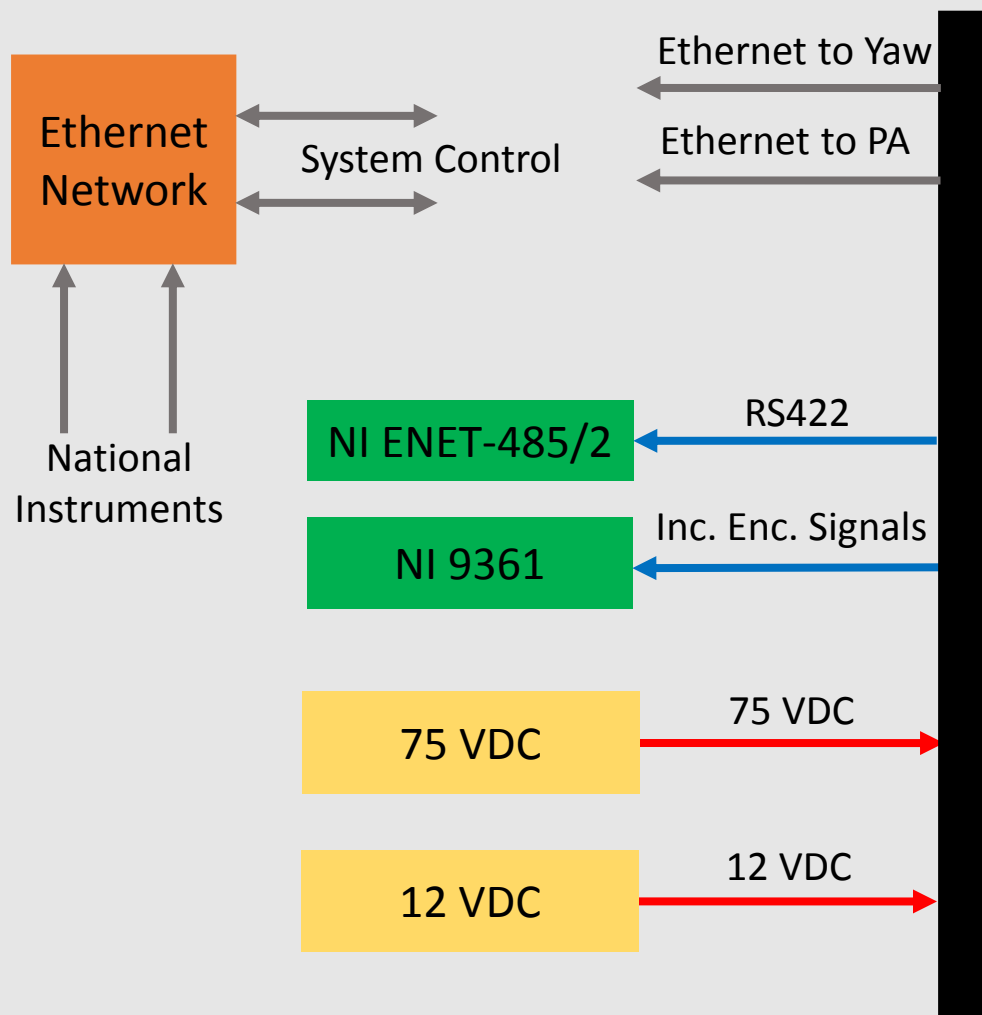 Ethernet to Yaw
Ethernet
Network
System Control
Ethernet to PA
National
Instruments
NI ENET-485/2
RS422
NI 9361
Inc. Enc. Signals
75 VDC
75 VDC
12 VDC
12 VDC